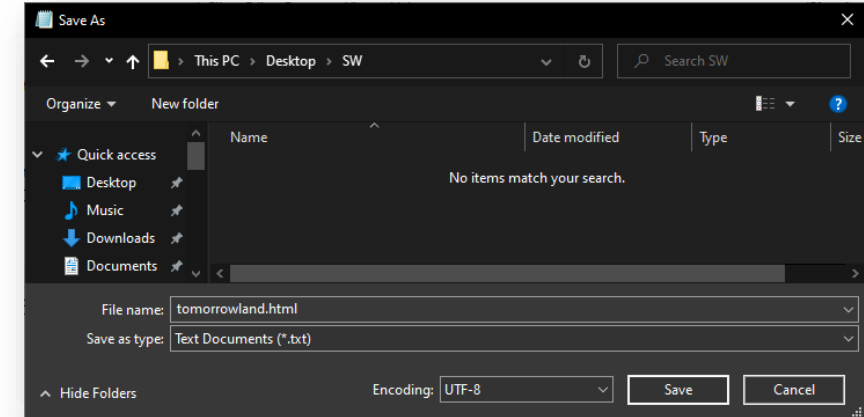 Save As
This PC > Desktop > SW
Search SW
Organize
New folder
Name
Date modified
Type
Size
Quick access
Desktop
Music
Downloads
Documents
No items match your search.
File name: tomorrowland.html
Save as type: Text Documents (*.txt)
Hide Folders
Encoding: UTF-8
Save
Cancel